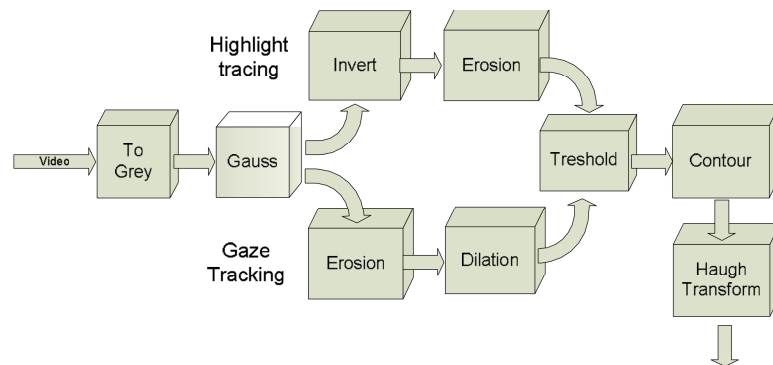 Highlight
tracing
Invert
Erosion
Video
To
Grey
Gauss
Treshold
Contour
Gaze
Tracking
Erosion
Dilation
Haugh
Transform